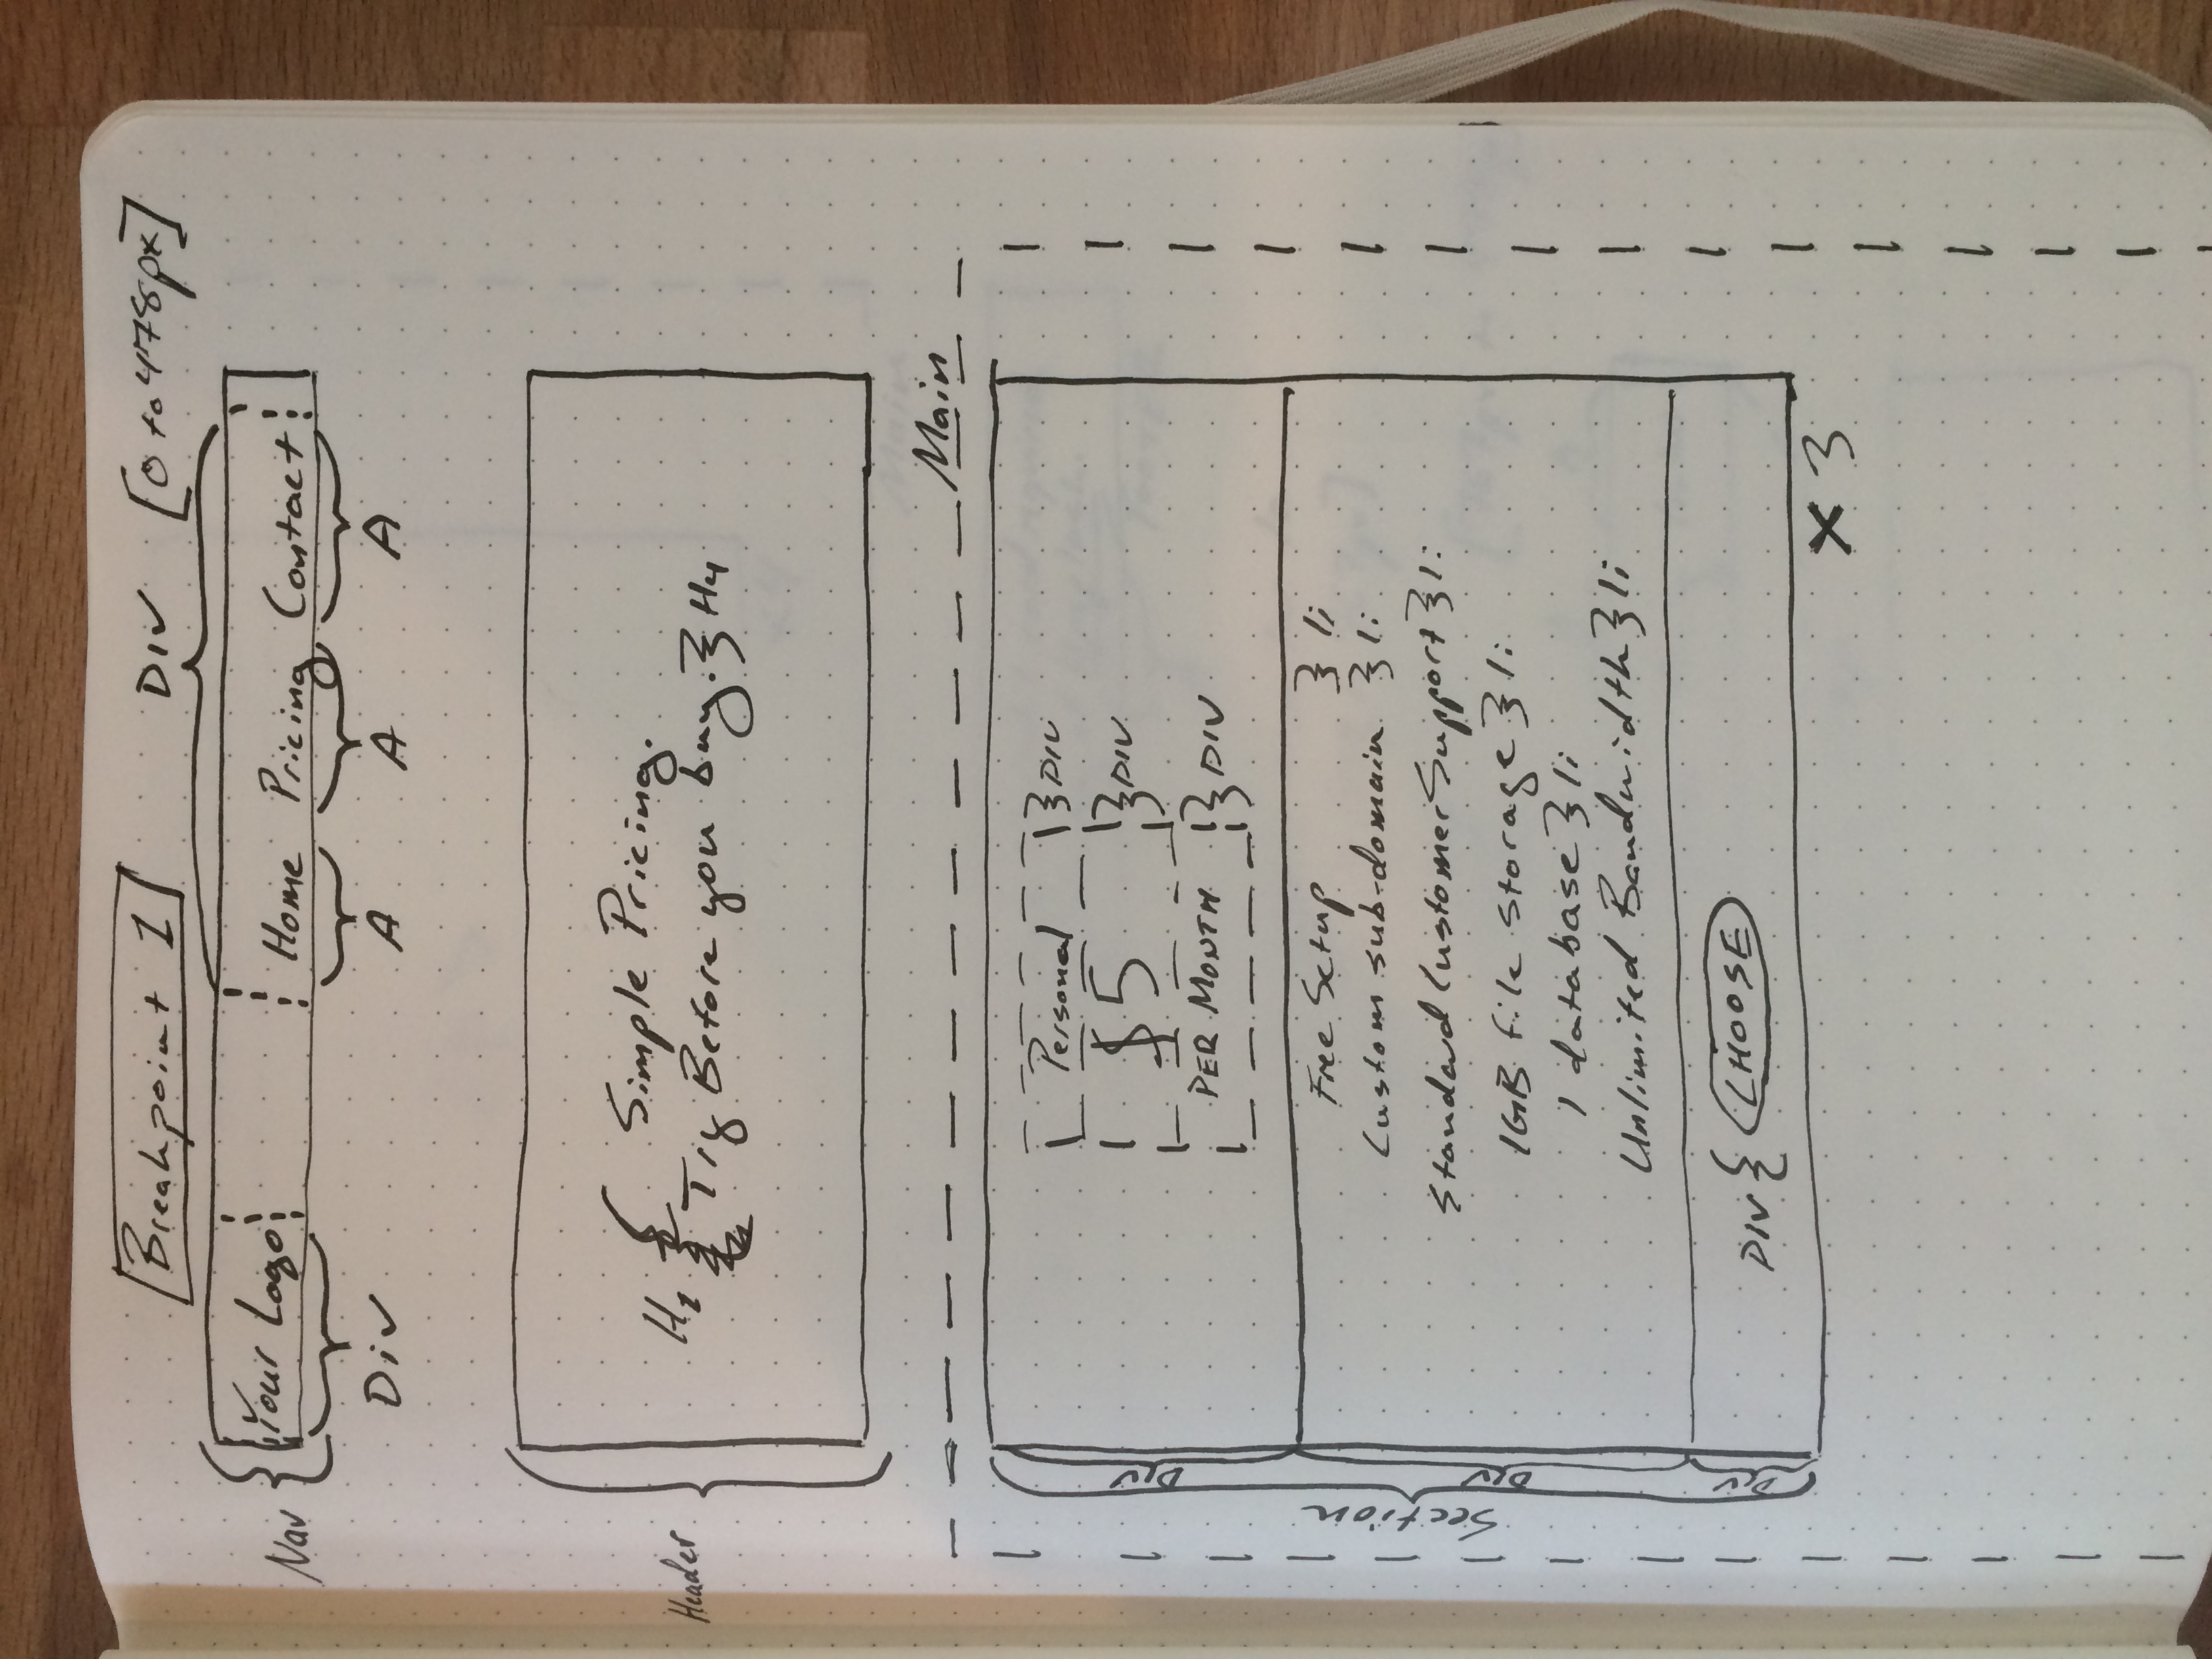 Breakpoint 1 DIV [0 to 478px]
Nav Your Logo Home Pricing Contact
Div A A A
Header
H1 Simple Pricing.
Try Before you buy. H4
Main
Section
DIV
Personal DIV
$5 DIV
PER MONTH DIV
DIV
Free Setup li
Custom sub-domain li
Standard Customer Support li
1GB file storage li
1 database li
Unlimited Bandwidth li
Div
DIV CHOOSE
x 3